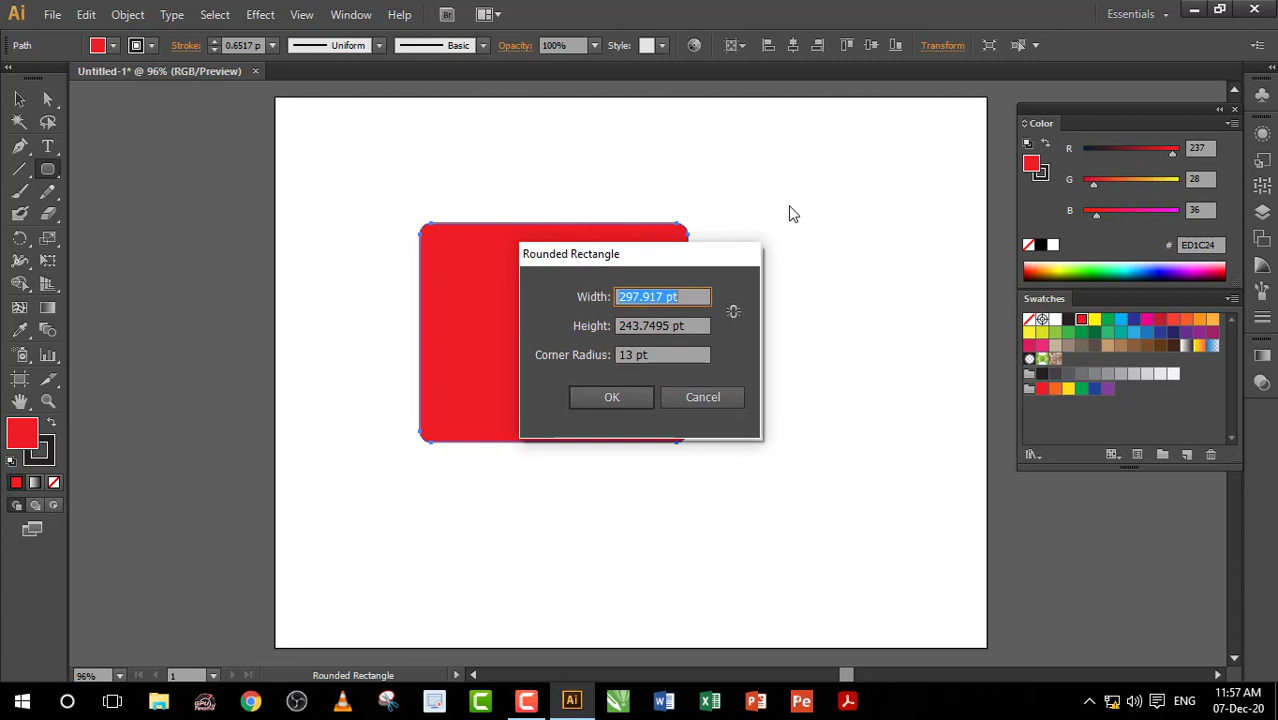 Ai File Edit Object Type Select Effect View Window Help Br Essentials
Path Stroke: 0.6517 p Uniform Basic Opacity: 100% Style: Transform
Untitled-1* @ 96% (RGB/Preview)
Color
R 237
G 28
B 36
# ED1C24
Swatches
T
Rounded Rectangle
Width: 297.917 pt
Height: 243.7495 pt
Corner Radius: 13 pt
OK Cancel
96% 1 Rounded Rectangle
Ai Pe ENG 11:57 AM
07-Dec-20